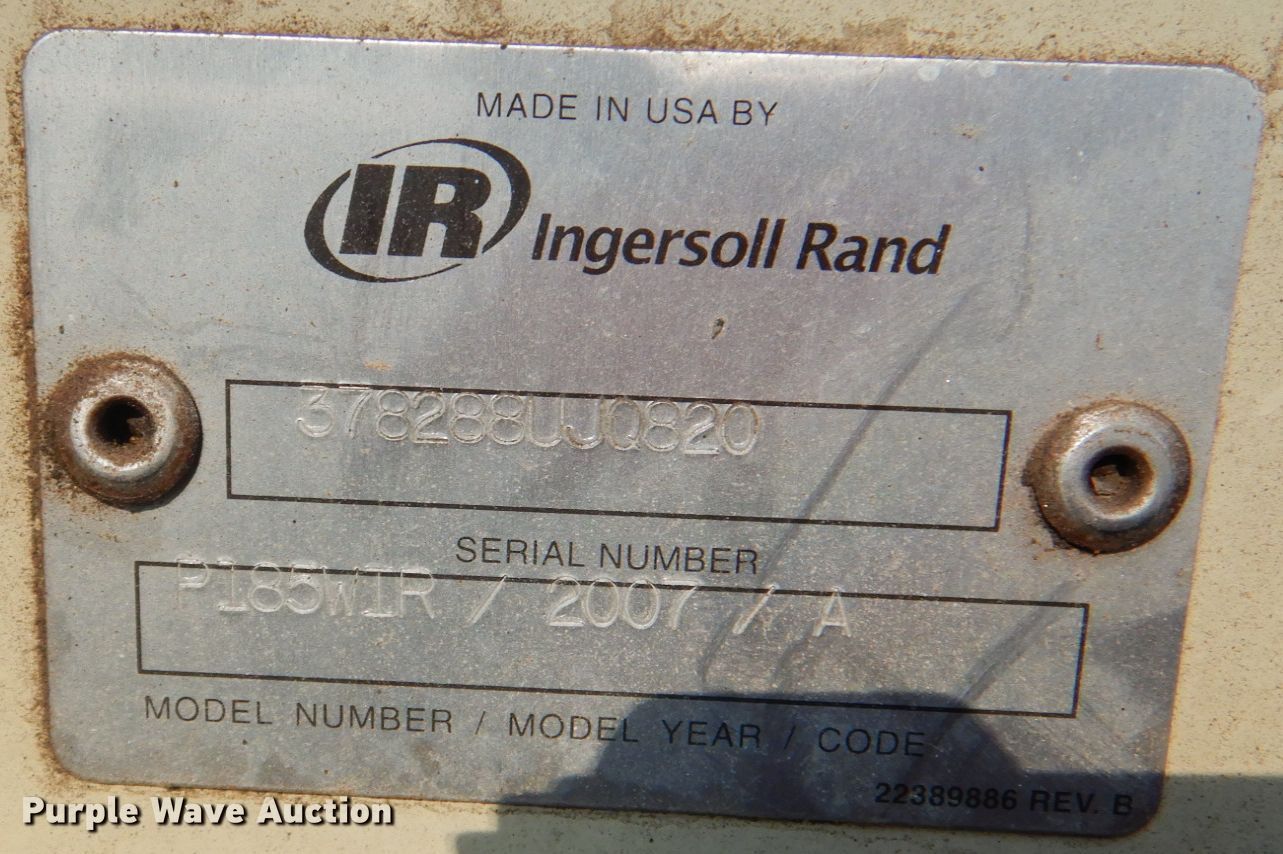 MADE IN USA BY
IR Ingersoll Rand
378288UJQ820
SERIAL NUMBER
P185WIR / 2007 / A
MODEL NUMBER / MODEL YEAR / CODE
22389886 REV. B
Purple Wave Auction